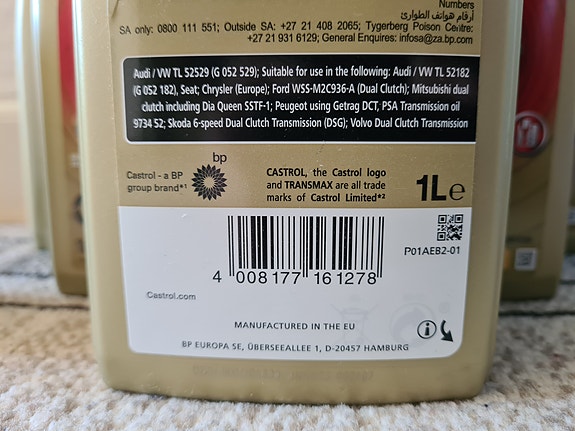 Numbers
أرقام هواتف الطوارئ
SA only: 0800 111 551; Outside SA: +27 21 408 2065; Tygerberg Poison Centre:
+27 21 931 6129; General Enquires: infosa@za.bp.com
Audi / VW TL 52529 (G 052 529); Suitable for use in the following: Audi / VW TL 52182
(G 052 182), Seat; Chrysler (Europe); Ford WSS-M2C936-A (Dual Clutch); Mitsubishi dual
clutch including Dia Queen SSTF-1; Peugeot using Getrag DCT, PSA Transmission oil
9734 S2; Skoda 6-speed Dual Clutch Transmission (DSG); Volvo Dual Clutch Transmission
bp
Castrol - a BP
group brand*¹
CASTROL, the Castrol logo
and TRANSMAX are all trade
marks of Castrol Limited*²
1L e
P01AEB2-01
4 008177 161278
Castrol.com
MANUFACTURED IN THE EU
BP EUROPA SE, ÜBERSEEALLEE 1, D-20457 HAMBURG